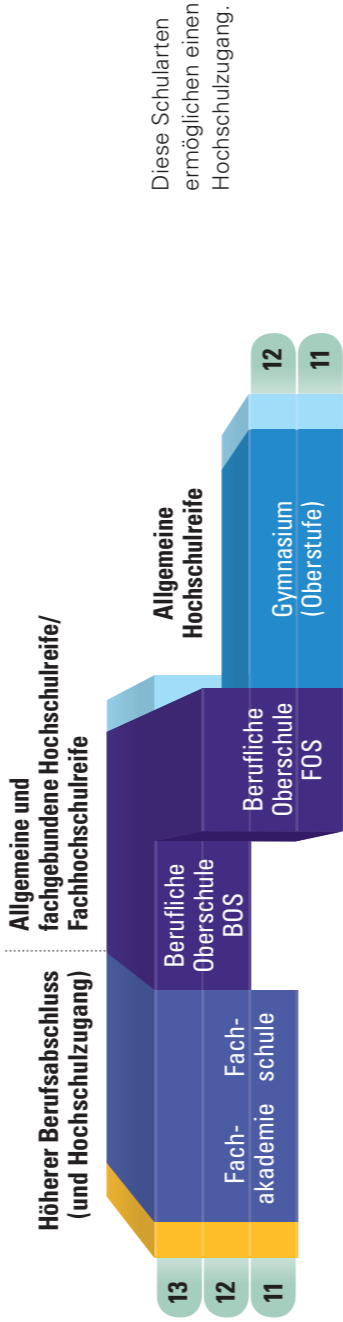 Höherer Berufsabschluss
(und Hochschulzugang)
Allgemeine und
fachgebundene Hochschulreife/
Fachhochschulreife
Allgemeine
Hochschulreife
Diese Schularten
ermöglichen einen
Hochschulzugang.
13
12
11
Fach-
akademie
Fach-
schule
Berufliche
Oberschule
BOS
Berufliche
Oberschule
FOS
Gymnasium
(Oberstufe)
12
11